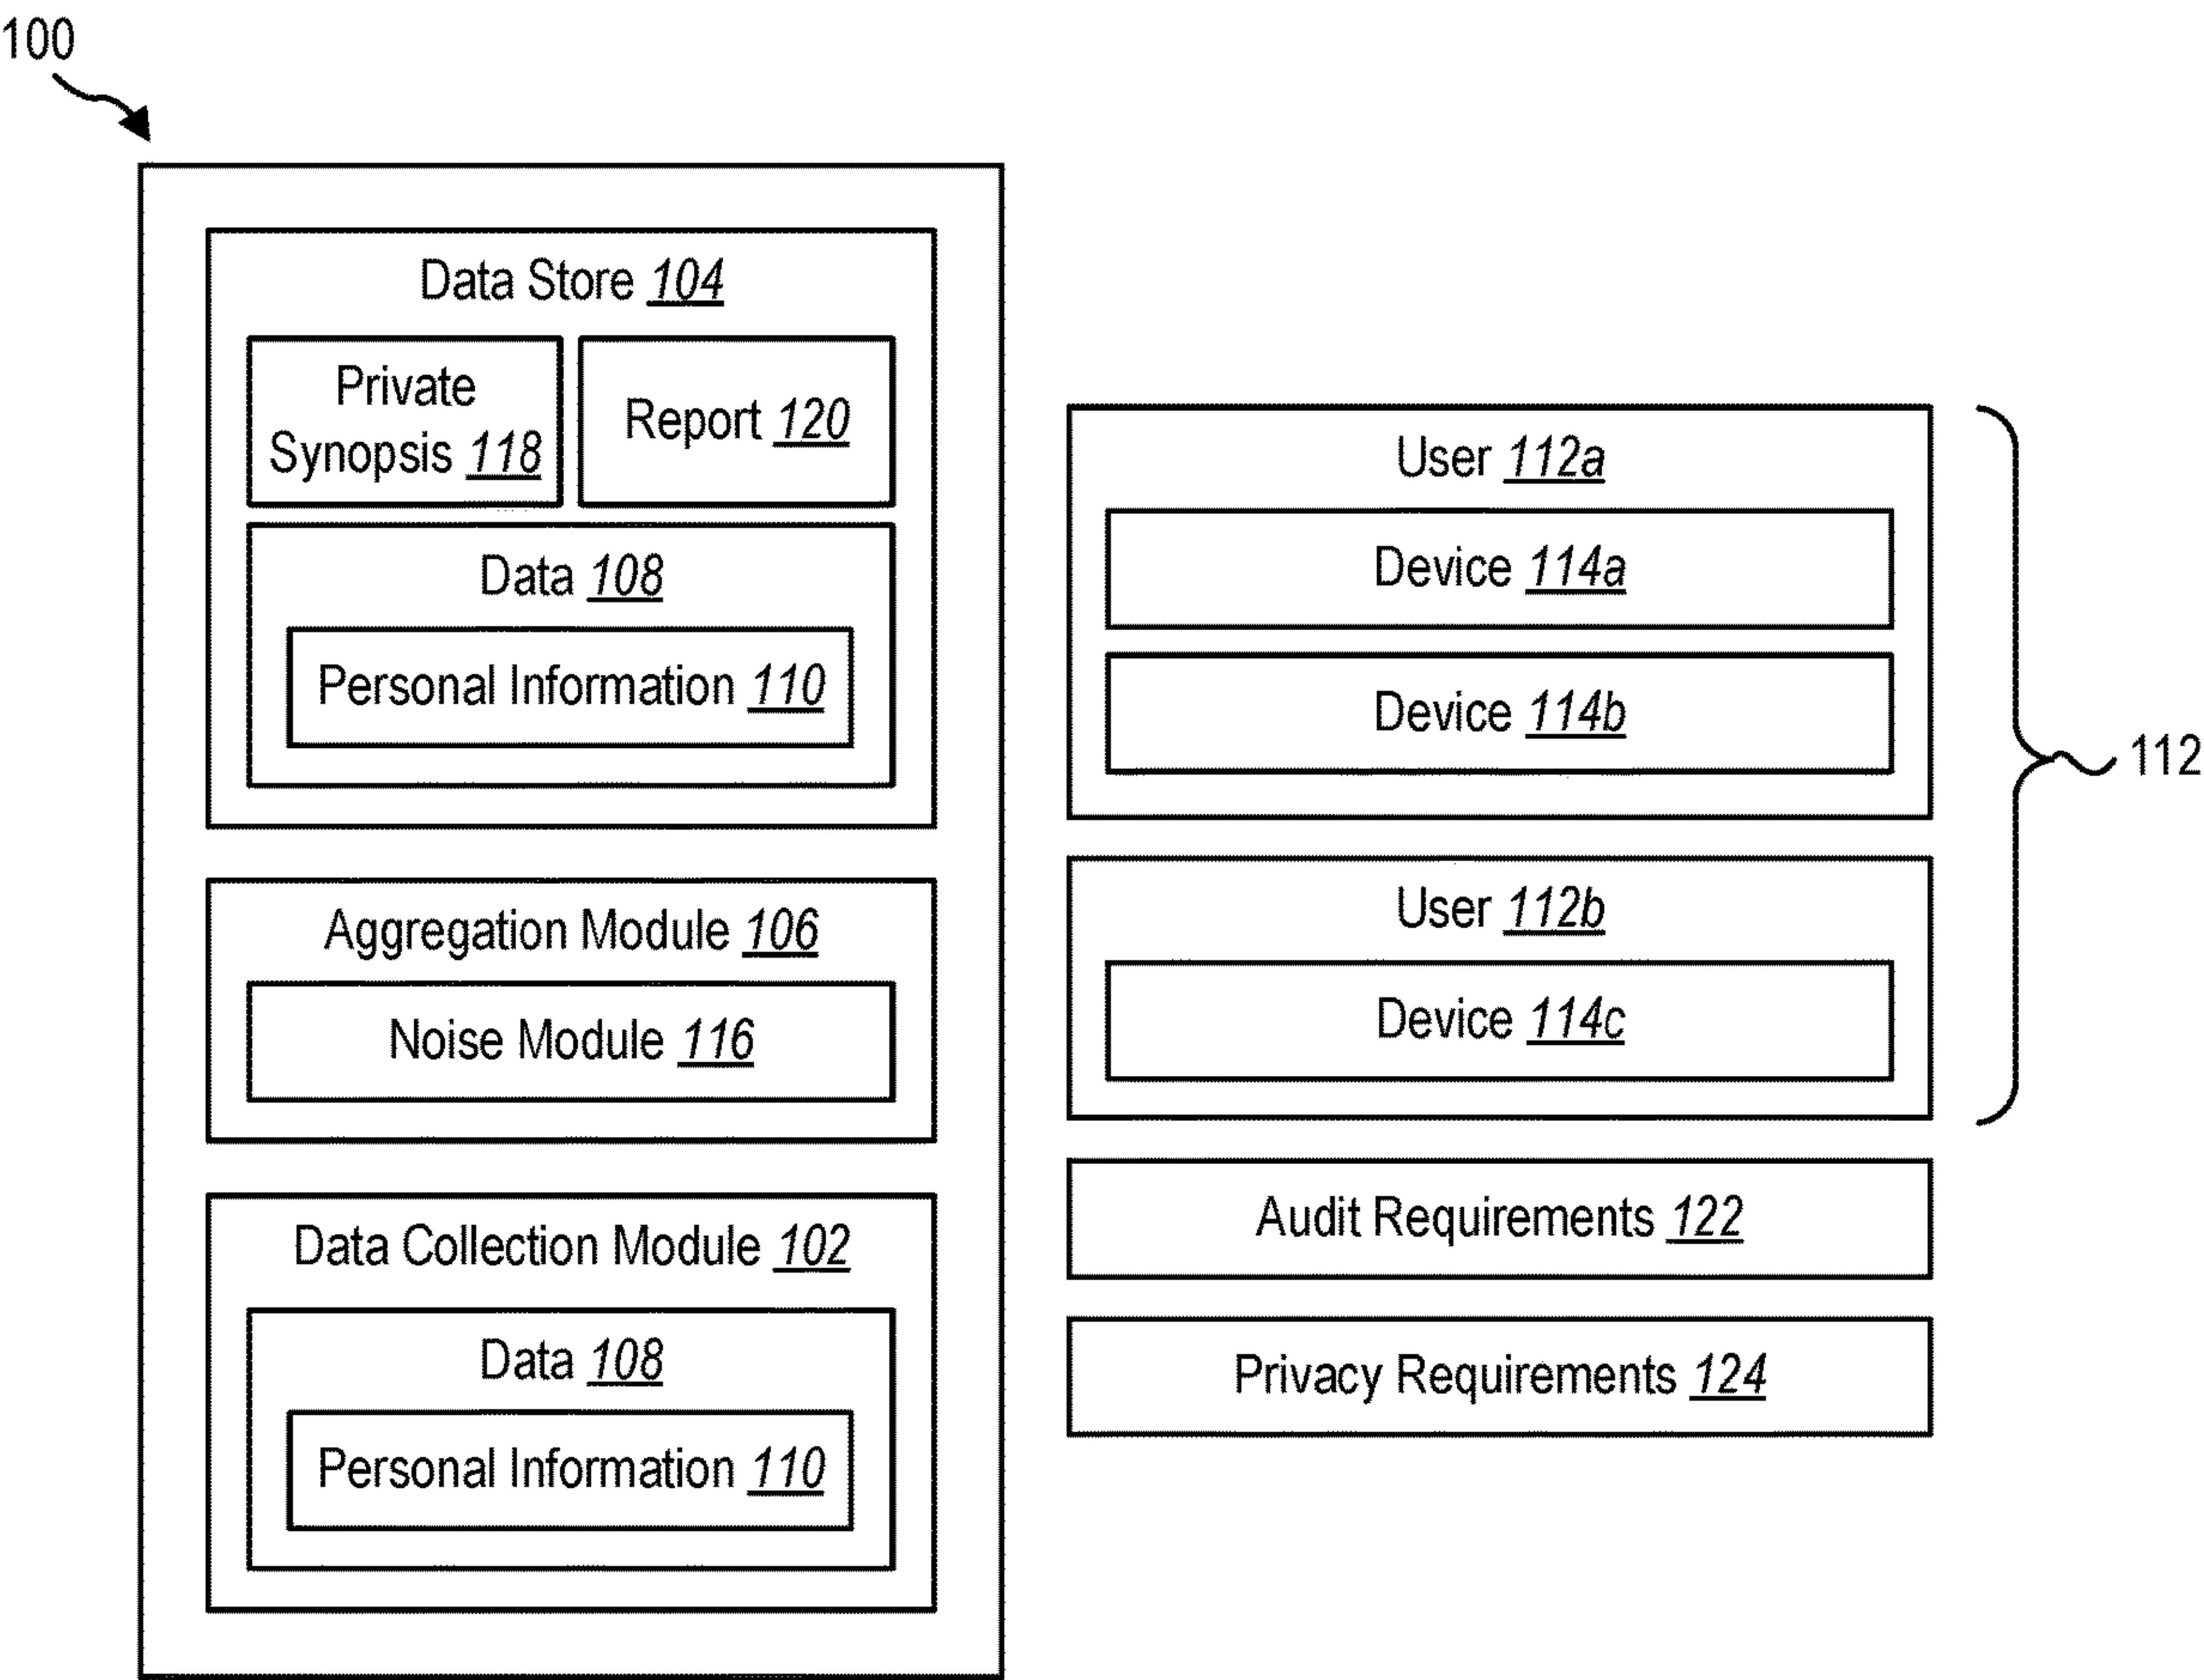 100
Data Store 104
Private
Synopsis 118
Report 120
Data 108
Personal Information 110
Aggregation Module 106
Noise Module 116
Data Collection Module 102
Data 108
Personal Information 110
User 112a
Device 114a
Device 114b
User 112b
Device 114c
112
Audit Requirements 122
Privacy Requirements 124